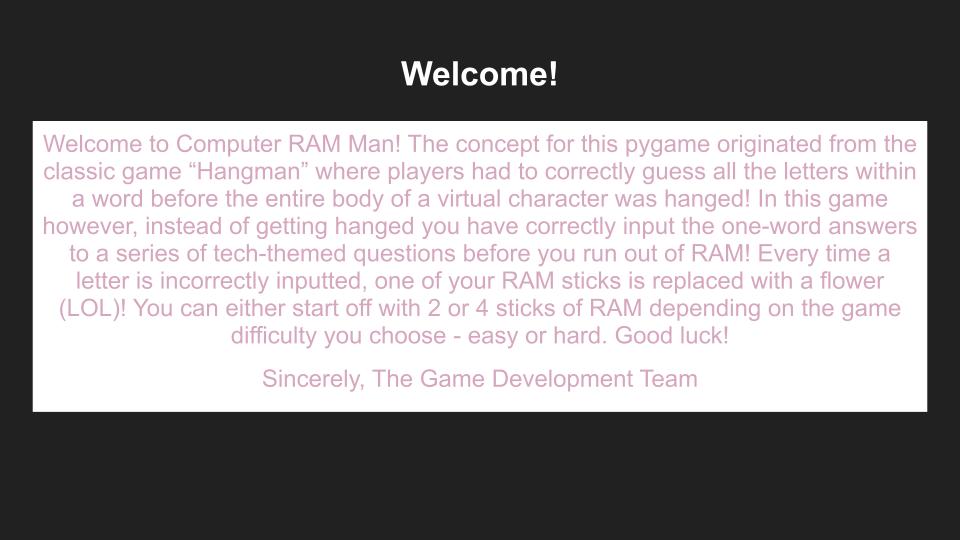 Welcome!
Welcome to Computer RAM Man! The concept for this pygame originated from the
classic game “Hangman” where players had to correctly guess all the letters within
a word before the entire body of a virtual character was hanged! In this game
however, instead of getting hanged you have correctly input the one-word answers
to a series of tech-themed questions before you run out of RAM! Every time a
letter is incorrectly inputted, one of your RAM sticks is replaced with a flower
(LOL)! You can either start off with 2 or 4 sticks of RAM depending on the game
difficulty you choose - easy or hard. Good luck!
Sincerely, The Game Development Team